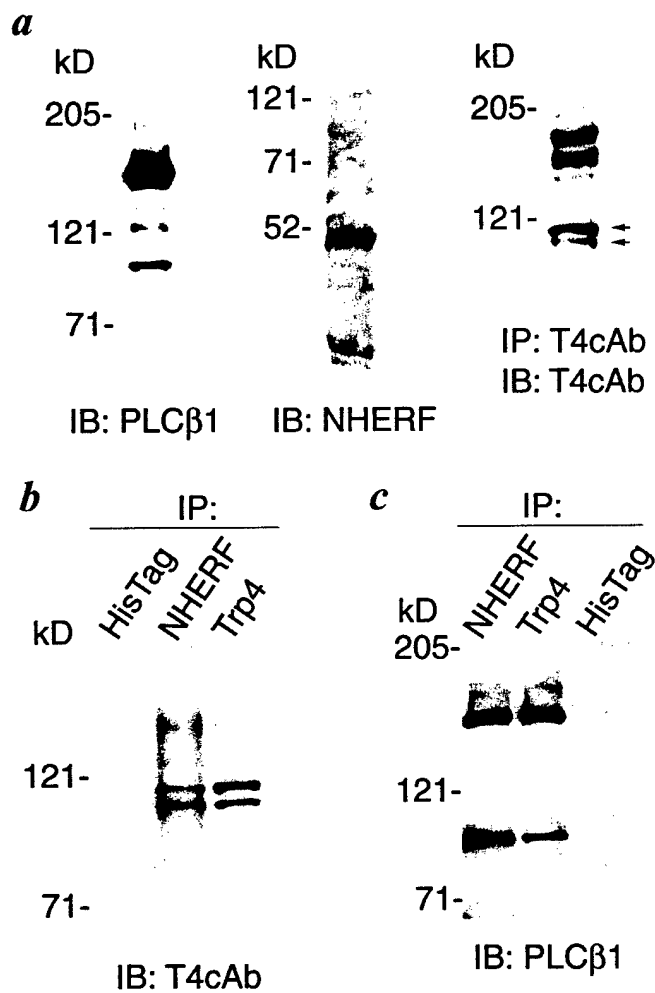 a
kD
205-
121-
71-
IB: PLCβ1
kD
121-
71-
52-
IB: NHERF
kD
205-
121-
IP: T4cAb
IB: T4cAb
b
IP:
HisTag
NHERF
Trp4
kD
121-
71-
IB: T4cAb
c
IP:
NHERF
Trp4
HisTag
kD
205-
121-
71-
IB: PLCβ1